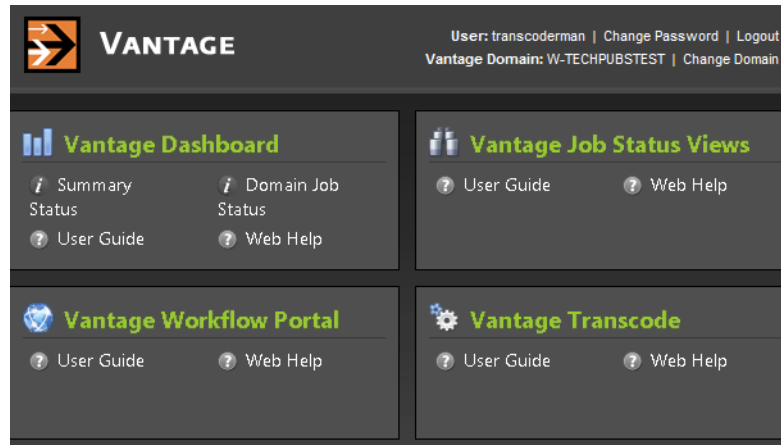 VANTAGE
User: transcoderman | Change Password | Logout
Vantage Domain: W-TECHPUBSTEST | Change Domain
Vantage Dashboard
Summary Status
Domain Job Status
User Guide
Web Help
Vantage Job Status Views
User Guide
Web Help
Vantage Workflow Portal
User Guide
Web Help
Vantage Transcode
User Guide
Web Help